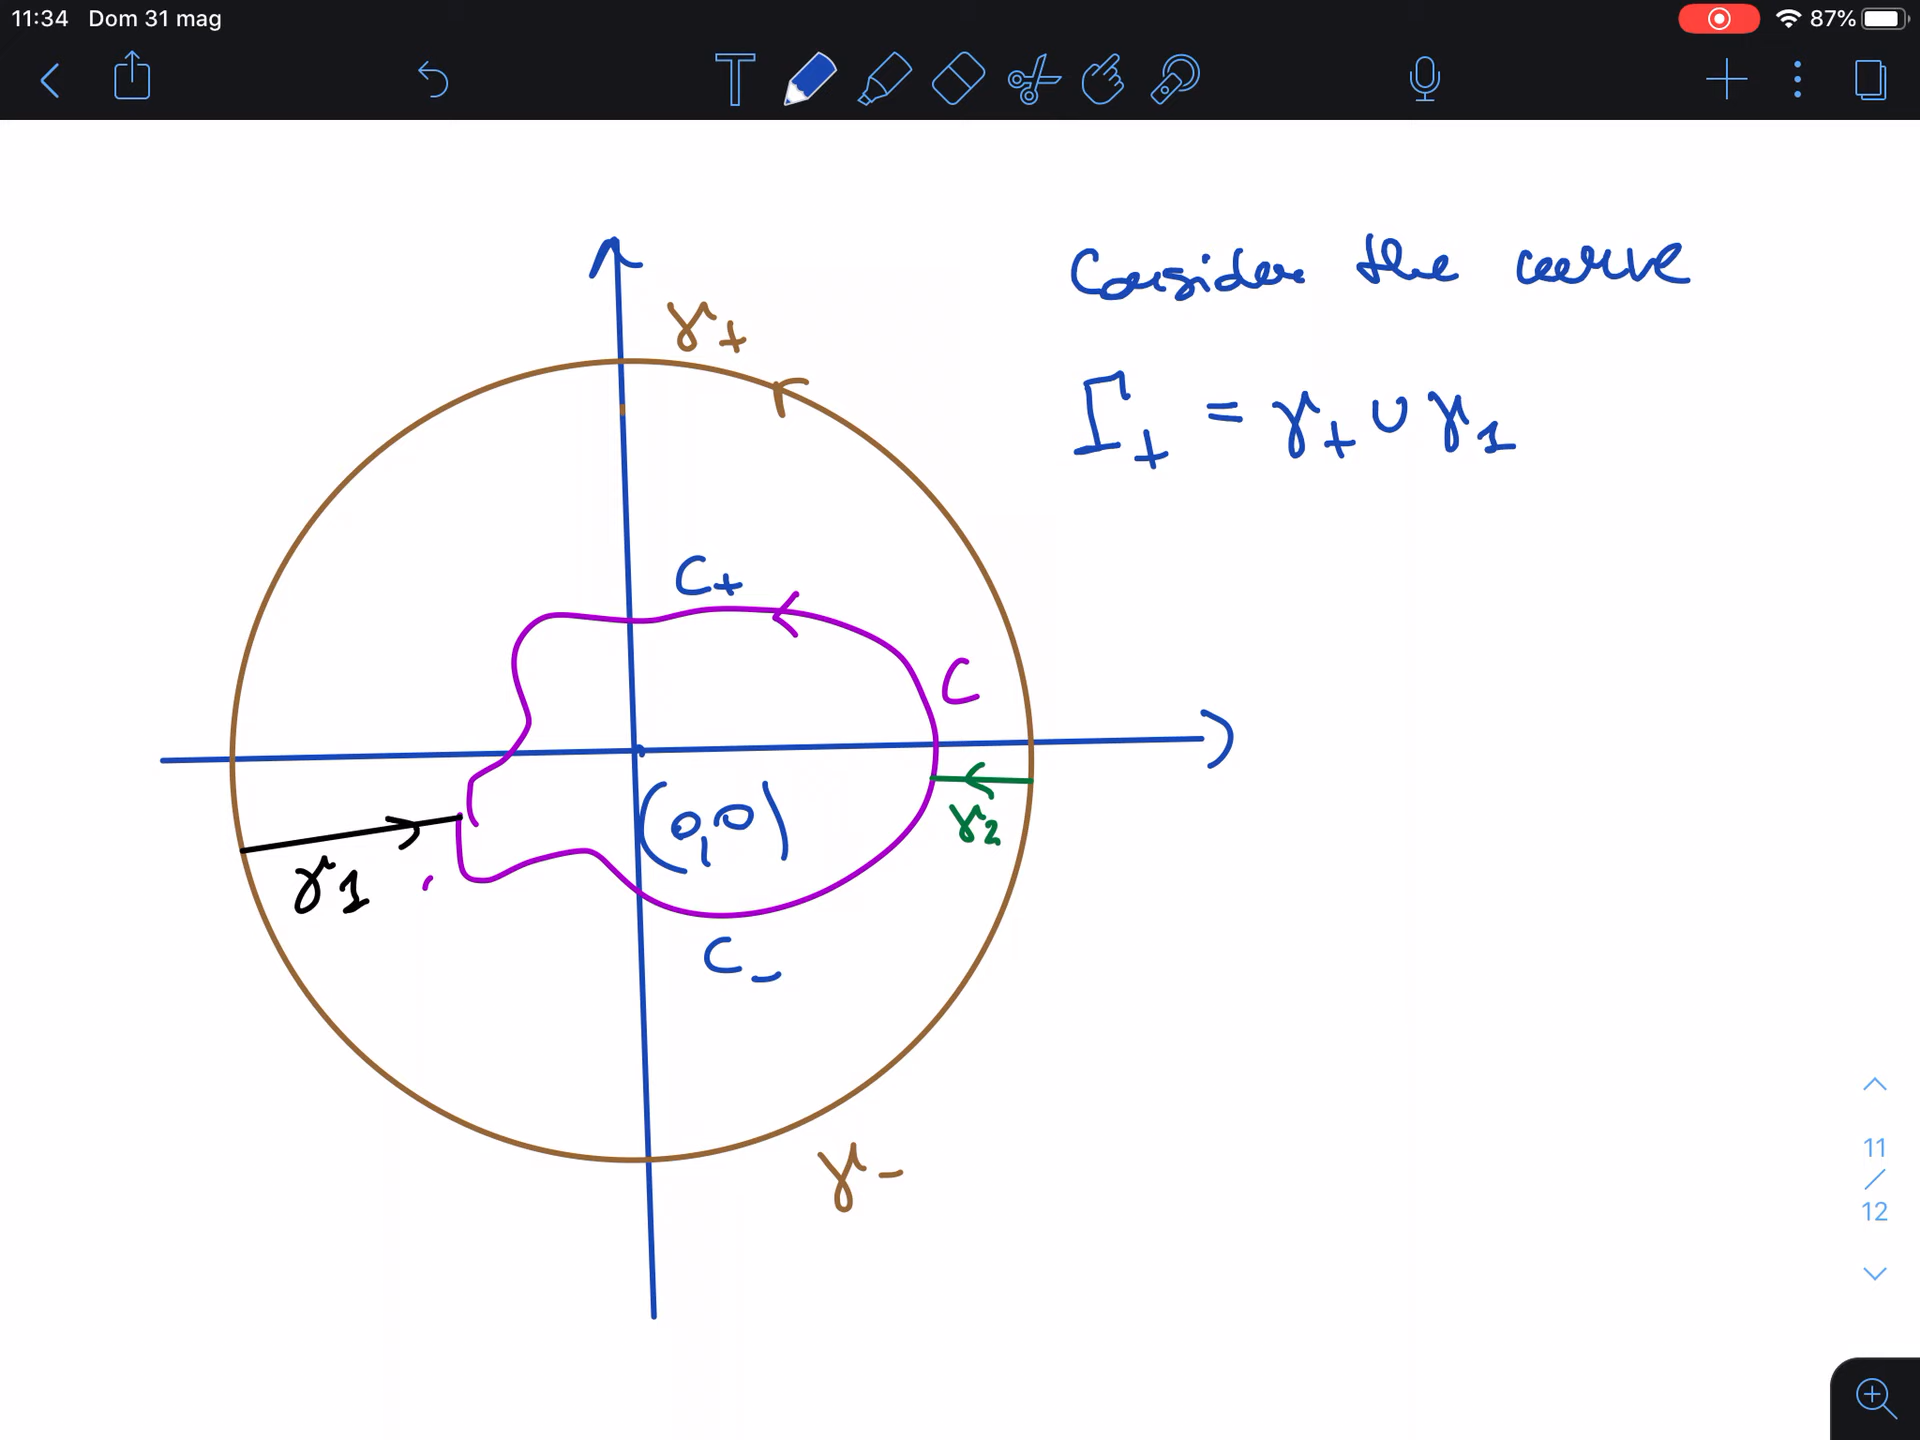 11:34 Dom 31 mag
87%
T
Consider the curve
γ+
Γ+ = γ+ ∪ γ1
C+
C
(0,0)
γ2
γ1
C-
γ-
11
/
12